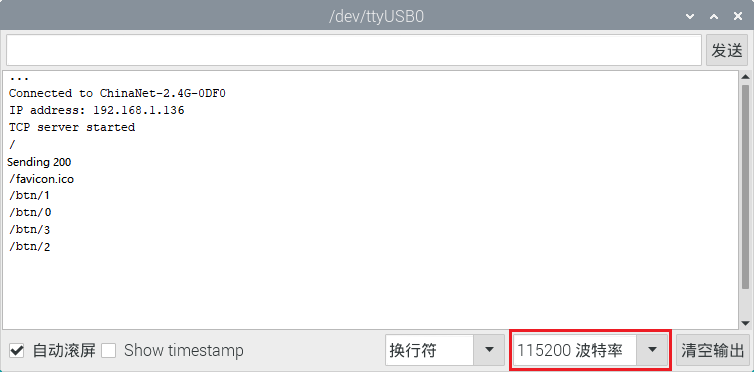 /dev/ttyUSB0
发送
...
Connected to ChinaNet-2.4G-0DF0
IP address: 192.168.1.136
TCP server started
/
Sending 200
/favicon.ico
/btn/1
/btn/0
/btn/3
/btn/2
自动滚屏 Show timestamp 换行符 115200 波特率 清空输出